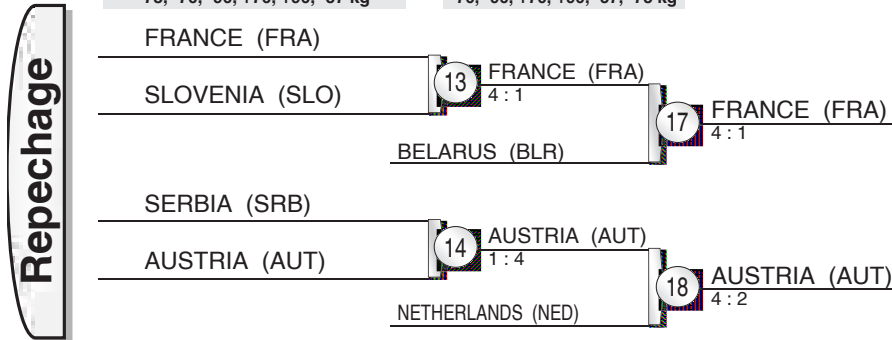 Repechage
FRANCE (FRA)
SLOVENIA (SLO)
13
FRANCE (FRA)
4 : 1
BELARUS (BLR)
17
FRANCE (FRA)
4 : 1
SERBIA (SRB)
AUSTRIA (AUT)
14
AUSTRIA (AUT)
1 : 4
NETHERLANDS (NED)
18
AUSTRIA (AUT)
4 : 2